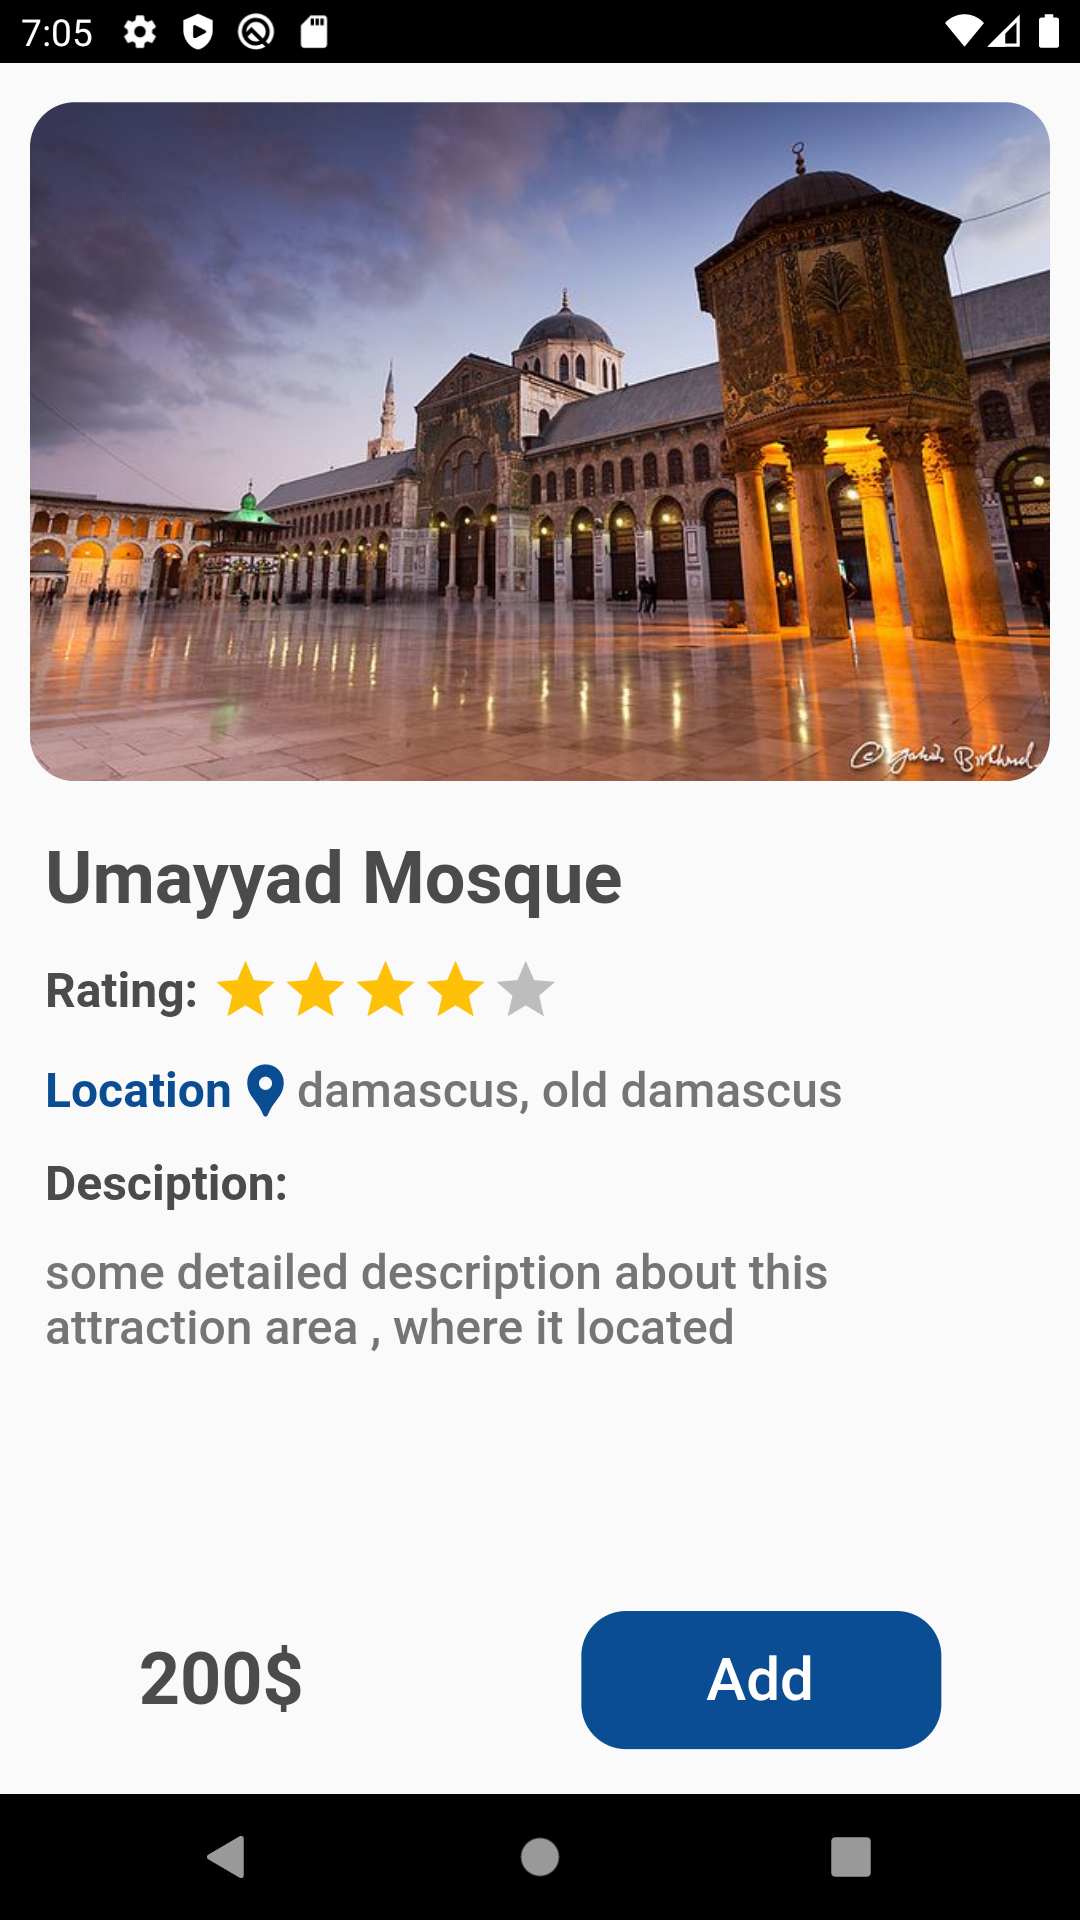 7:05
Umayyad Mosque
Rating:
Location damascus, old damascus
Desciption:
some detailed description about this
attraction area , where it located
200$
Add